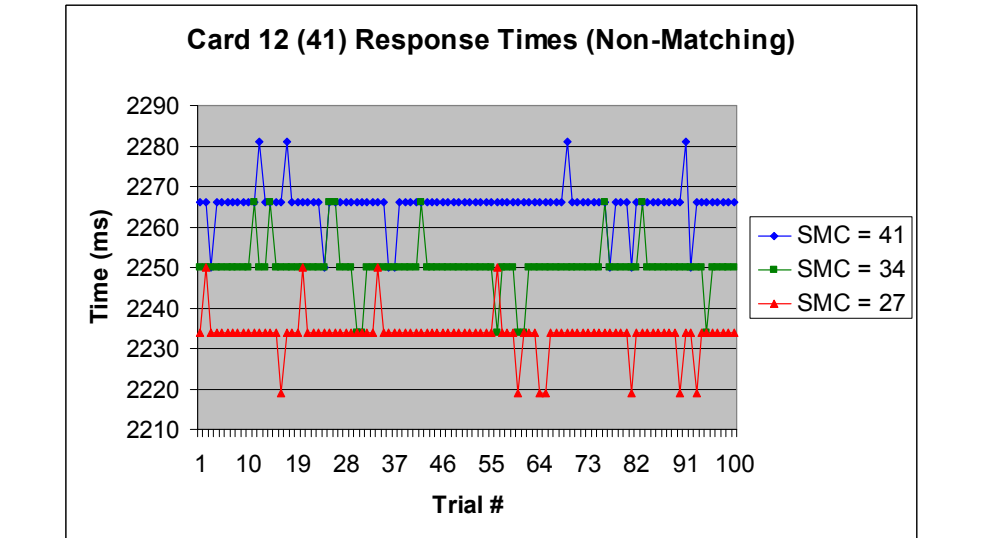 Card 12 (41) Response Times (Non-Matching)
2290
2280
2270
2260
2250
2240
2230
2220
2210
Time (ms)
1 10 19 28 37 46 55 64 73 82 91 100
Trial #
SMC = 41
SMC = 34
SMC = 27